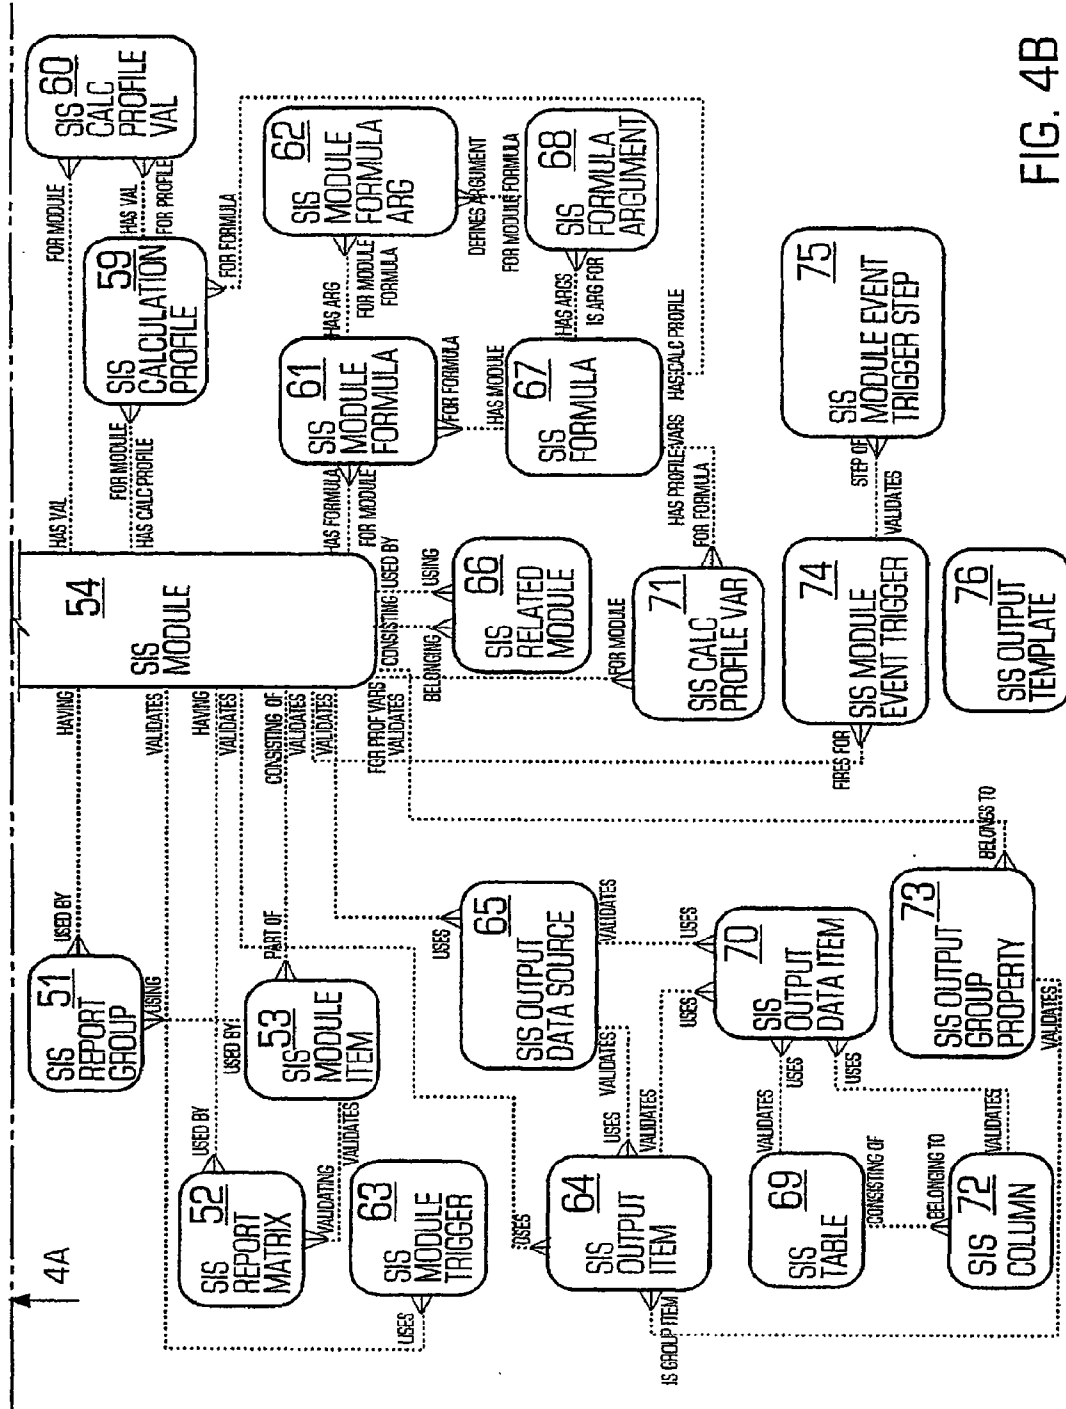 4A
SIS 60
CALC
PROFILE
VAL
FOR MODULE
HAS VAL
FOR PROFILE
HAS VAL
59
SIS
CALCULATION
PROFILE
FOR FORMULA
FOR MODULE
HAS CALC PROFILE
62
SIS
MODULE
FORMULA
ARG
HAS ARG
FOR MODULE
FORMULA
DEFINES ARGUMENT
FOR MODULE FORMULA
68
SIS
FORMULA
ARGUMENT
61
SIS
MODULE
FORMULA
HAS FORMULA
FOR MODULE
FOR FORMULA
HAS MODULE
HAS ARGS
IS ARG FOR
67
SIS
FORMULA
HAS CALC PROFILE
HAS PROFILE VARS
FOR FORMULA
54
SIS
MODULE
CONSISTING
USED BY
USING
BELONGING
66
SIS
RELATED
MODULE
FOR MODULE
71
SIS CALC
PROFILE VAR
75
SIS
MODULE EVENT
TRIGGER STEP
STEP OF
VALIDATES
74
SIS MODULE
EVENT TRIGGER
FIRES FOR
76
SIS OUTPUT
TEMPLATE
HAVING
VALIDATES
HAVING
VALIDATES
CONSISTING OF
VALIDATES
VALIDATES
FOR PROF VARS
VALIDATES
USED BY
51
SIS
REPORT
GROUP
USING
USED BY
PART OF
53
SIS
MODULE
ITEM
VALIDATES
USED BY
52
SIS
REPORT
MATRIX
VALIDATING
63
SIS
MODULE
TRIGGER
USES
USES
65
SIS OUTPUT
DATA SOURCE
VALIDATES
USES
VALIDATES
USES
USES
64
SIS
OUTPUT
ITEM
USES
VALIDATES
IS GROUP ITEM
70
SIS
OUTPUT
DATA ITEM
USES
USES
VALIDATES
69
SIS
TABLE
CONSISTING OF
BELONGING TO
VALIDATES
SIS 72
COLUMN
BELONGS TO
73
SIS OUTPUT
GROUP
PROPERTY
VALIDATES
FIG. 4B